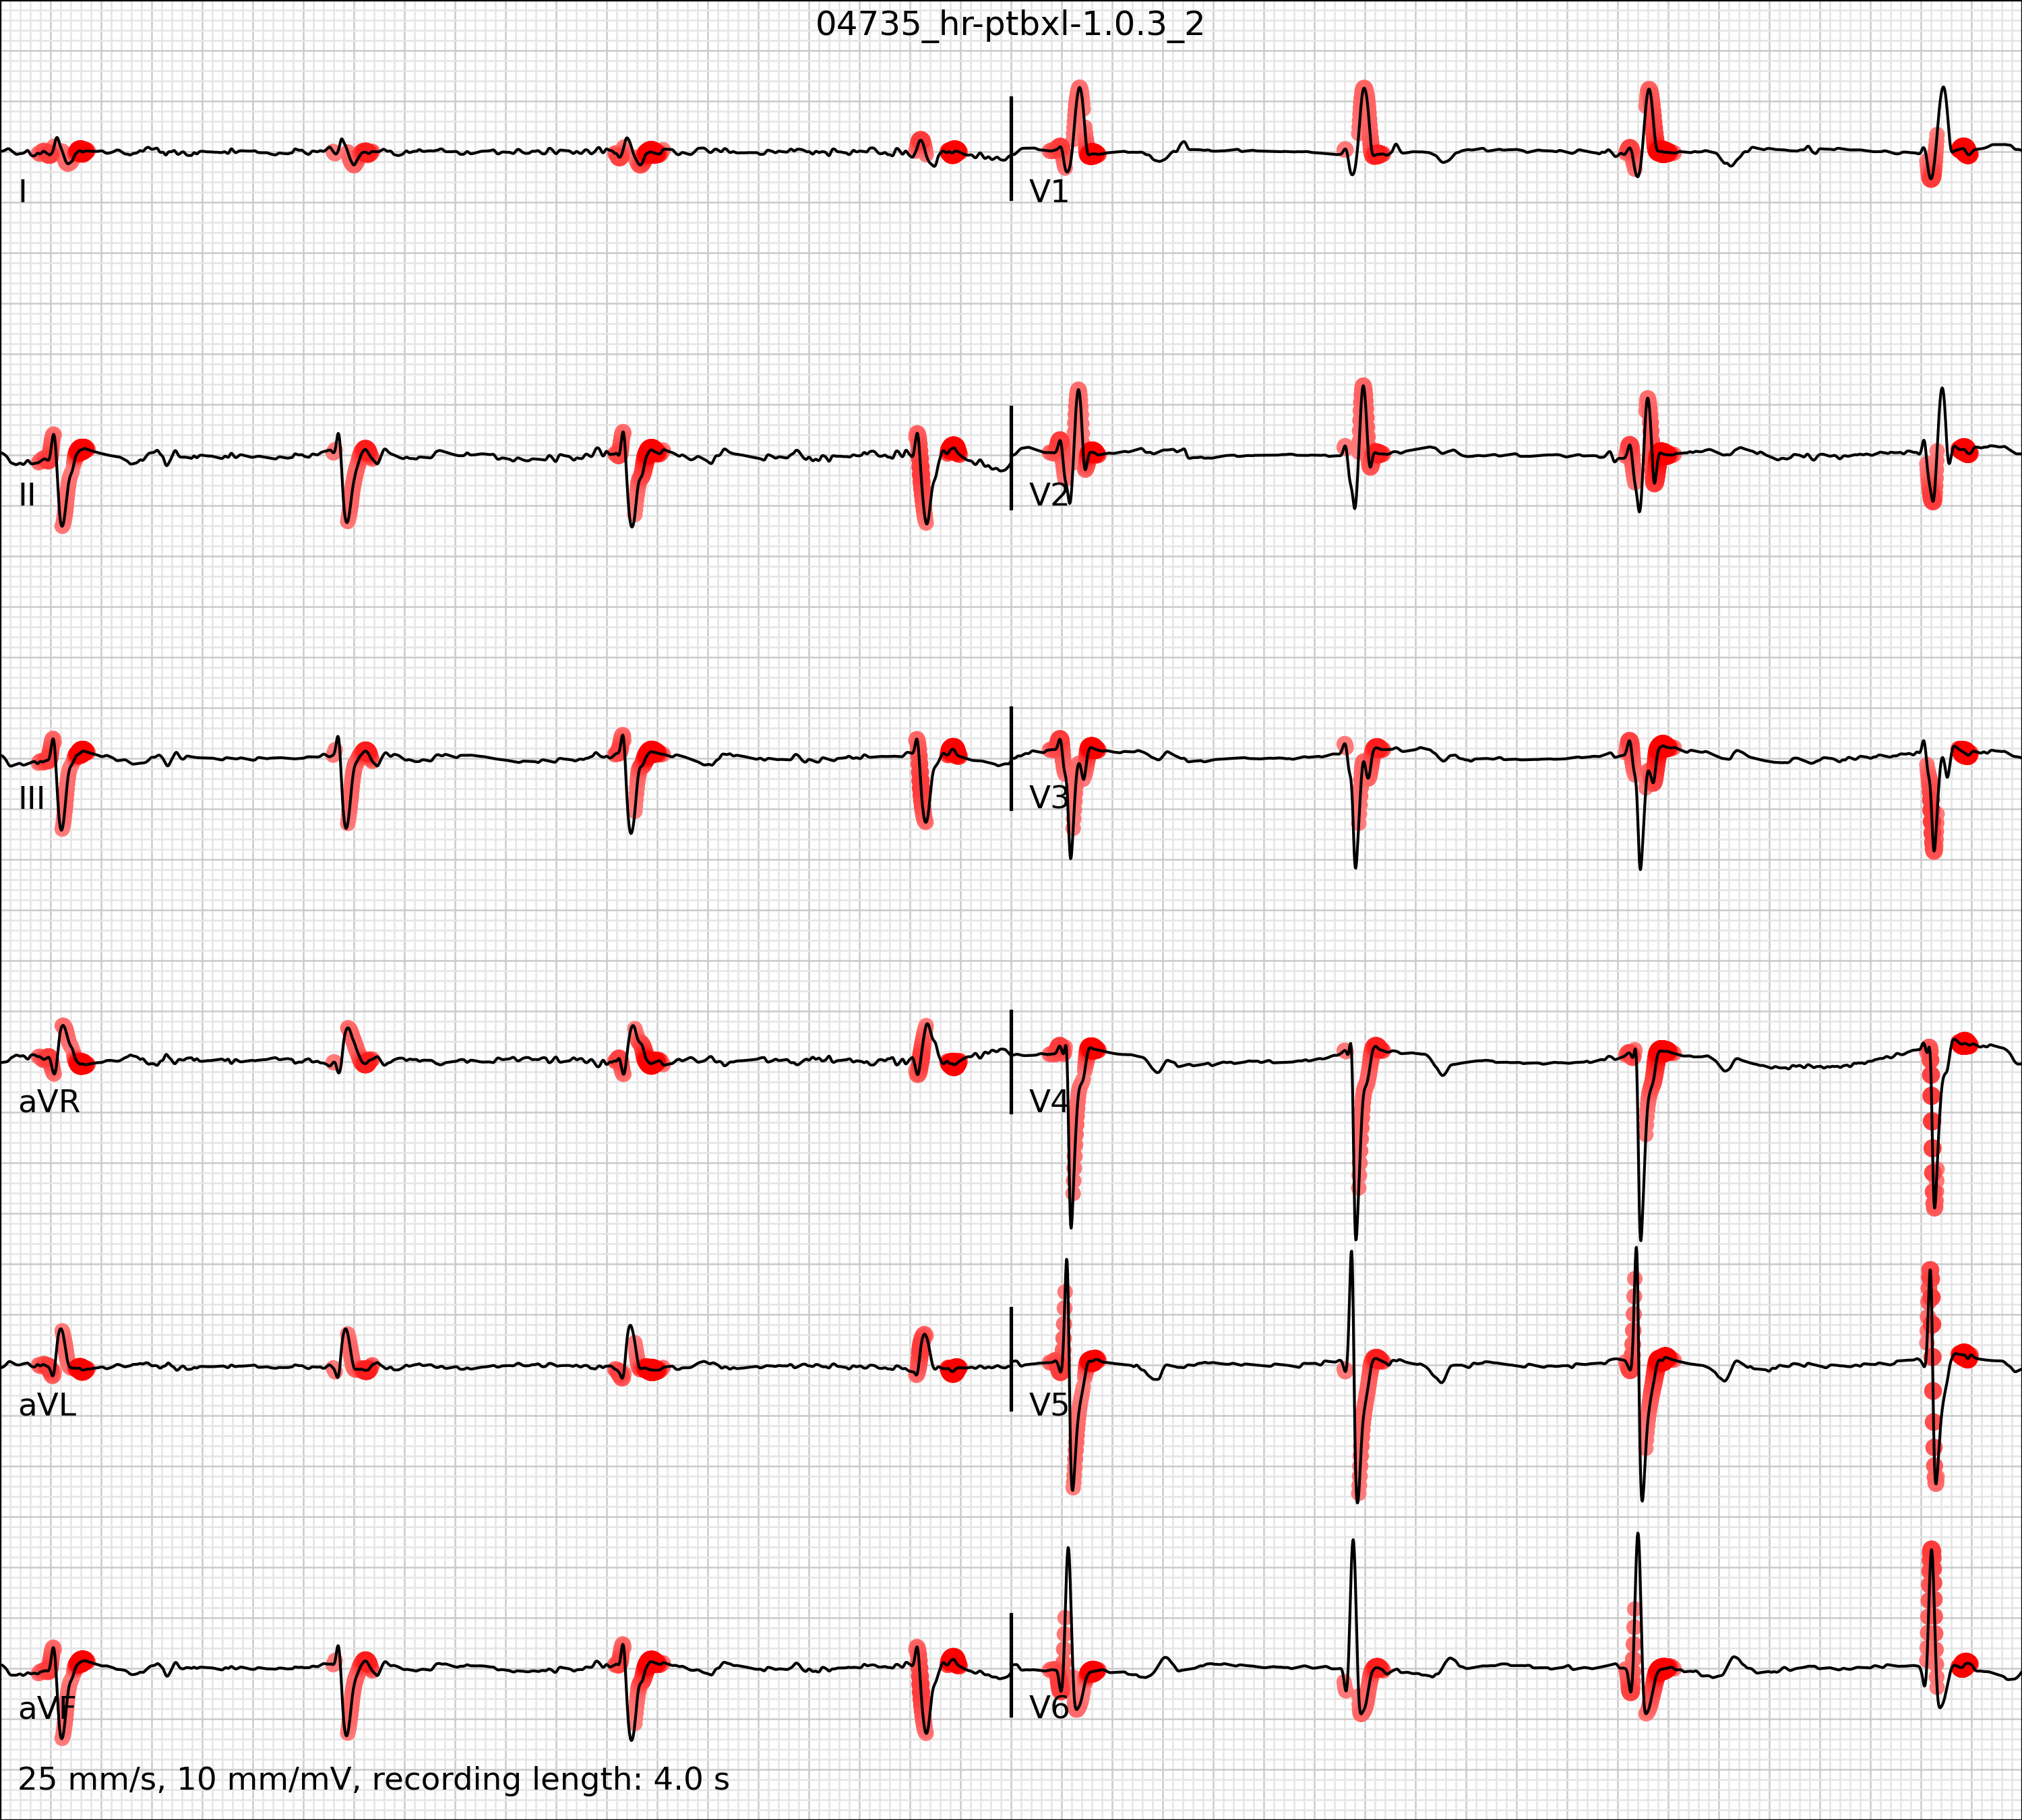 04735_hr-ptbxl-1.0.3_2
I
V1
II
V2
III
V3
aVR
V4
aVL
V5
aVF
V6
25 mm/s, 10 mm/mV, recording length: 4.0 s